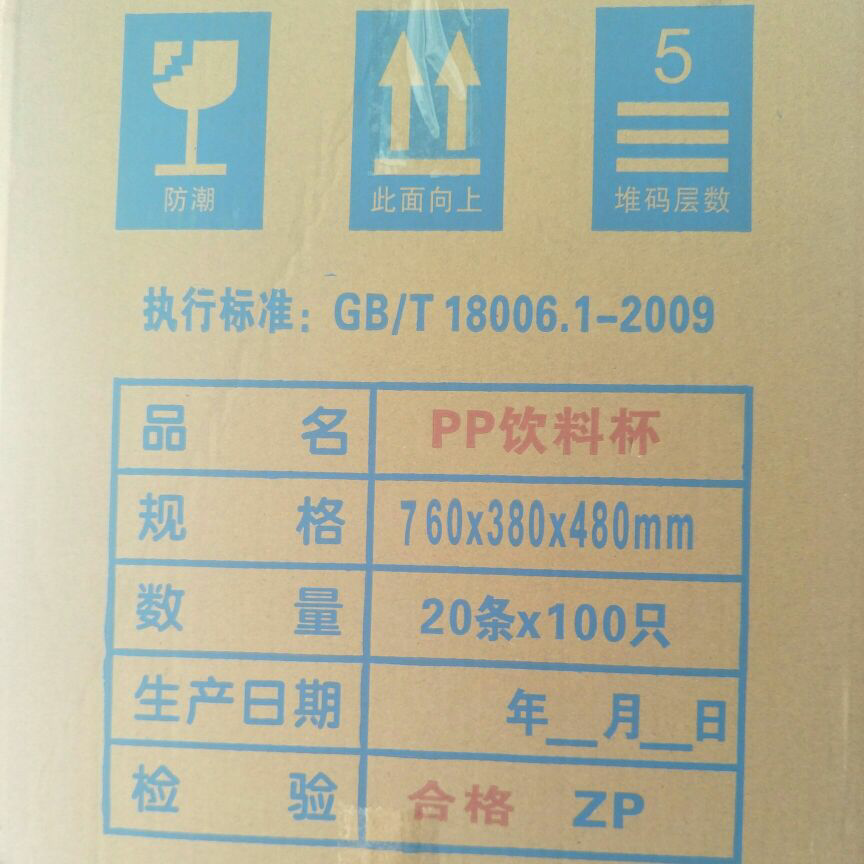 防潮
此面向上
5
堆码层数
执行标准：GB/T 18006.1-2009
品名 PP饮料杯
规格 760x380x480mm
数量 20条x100只
生产日期 年__月__日
检验 合格 ZP